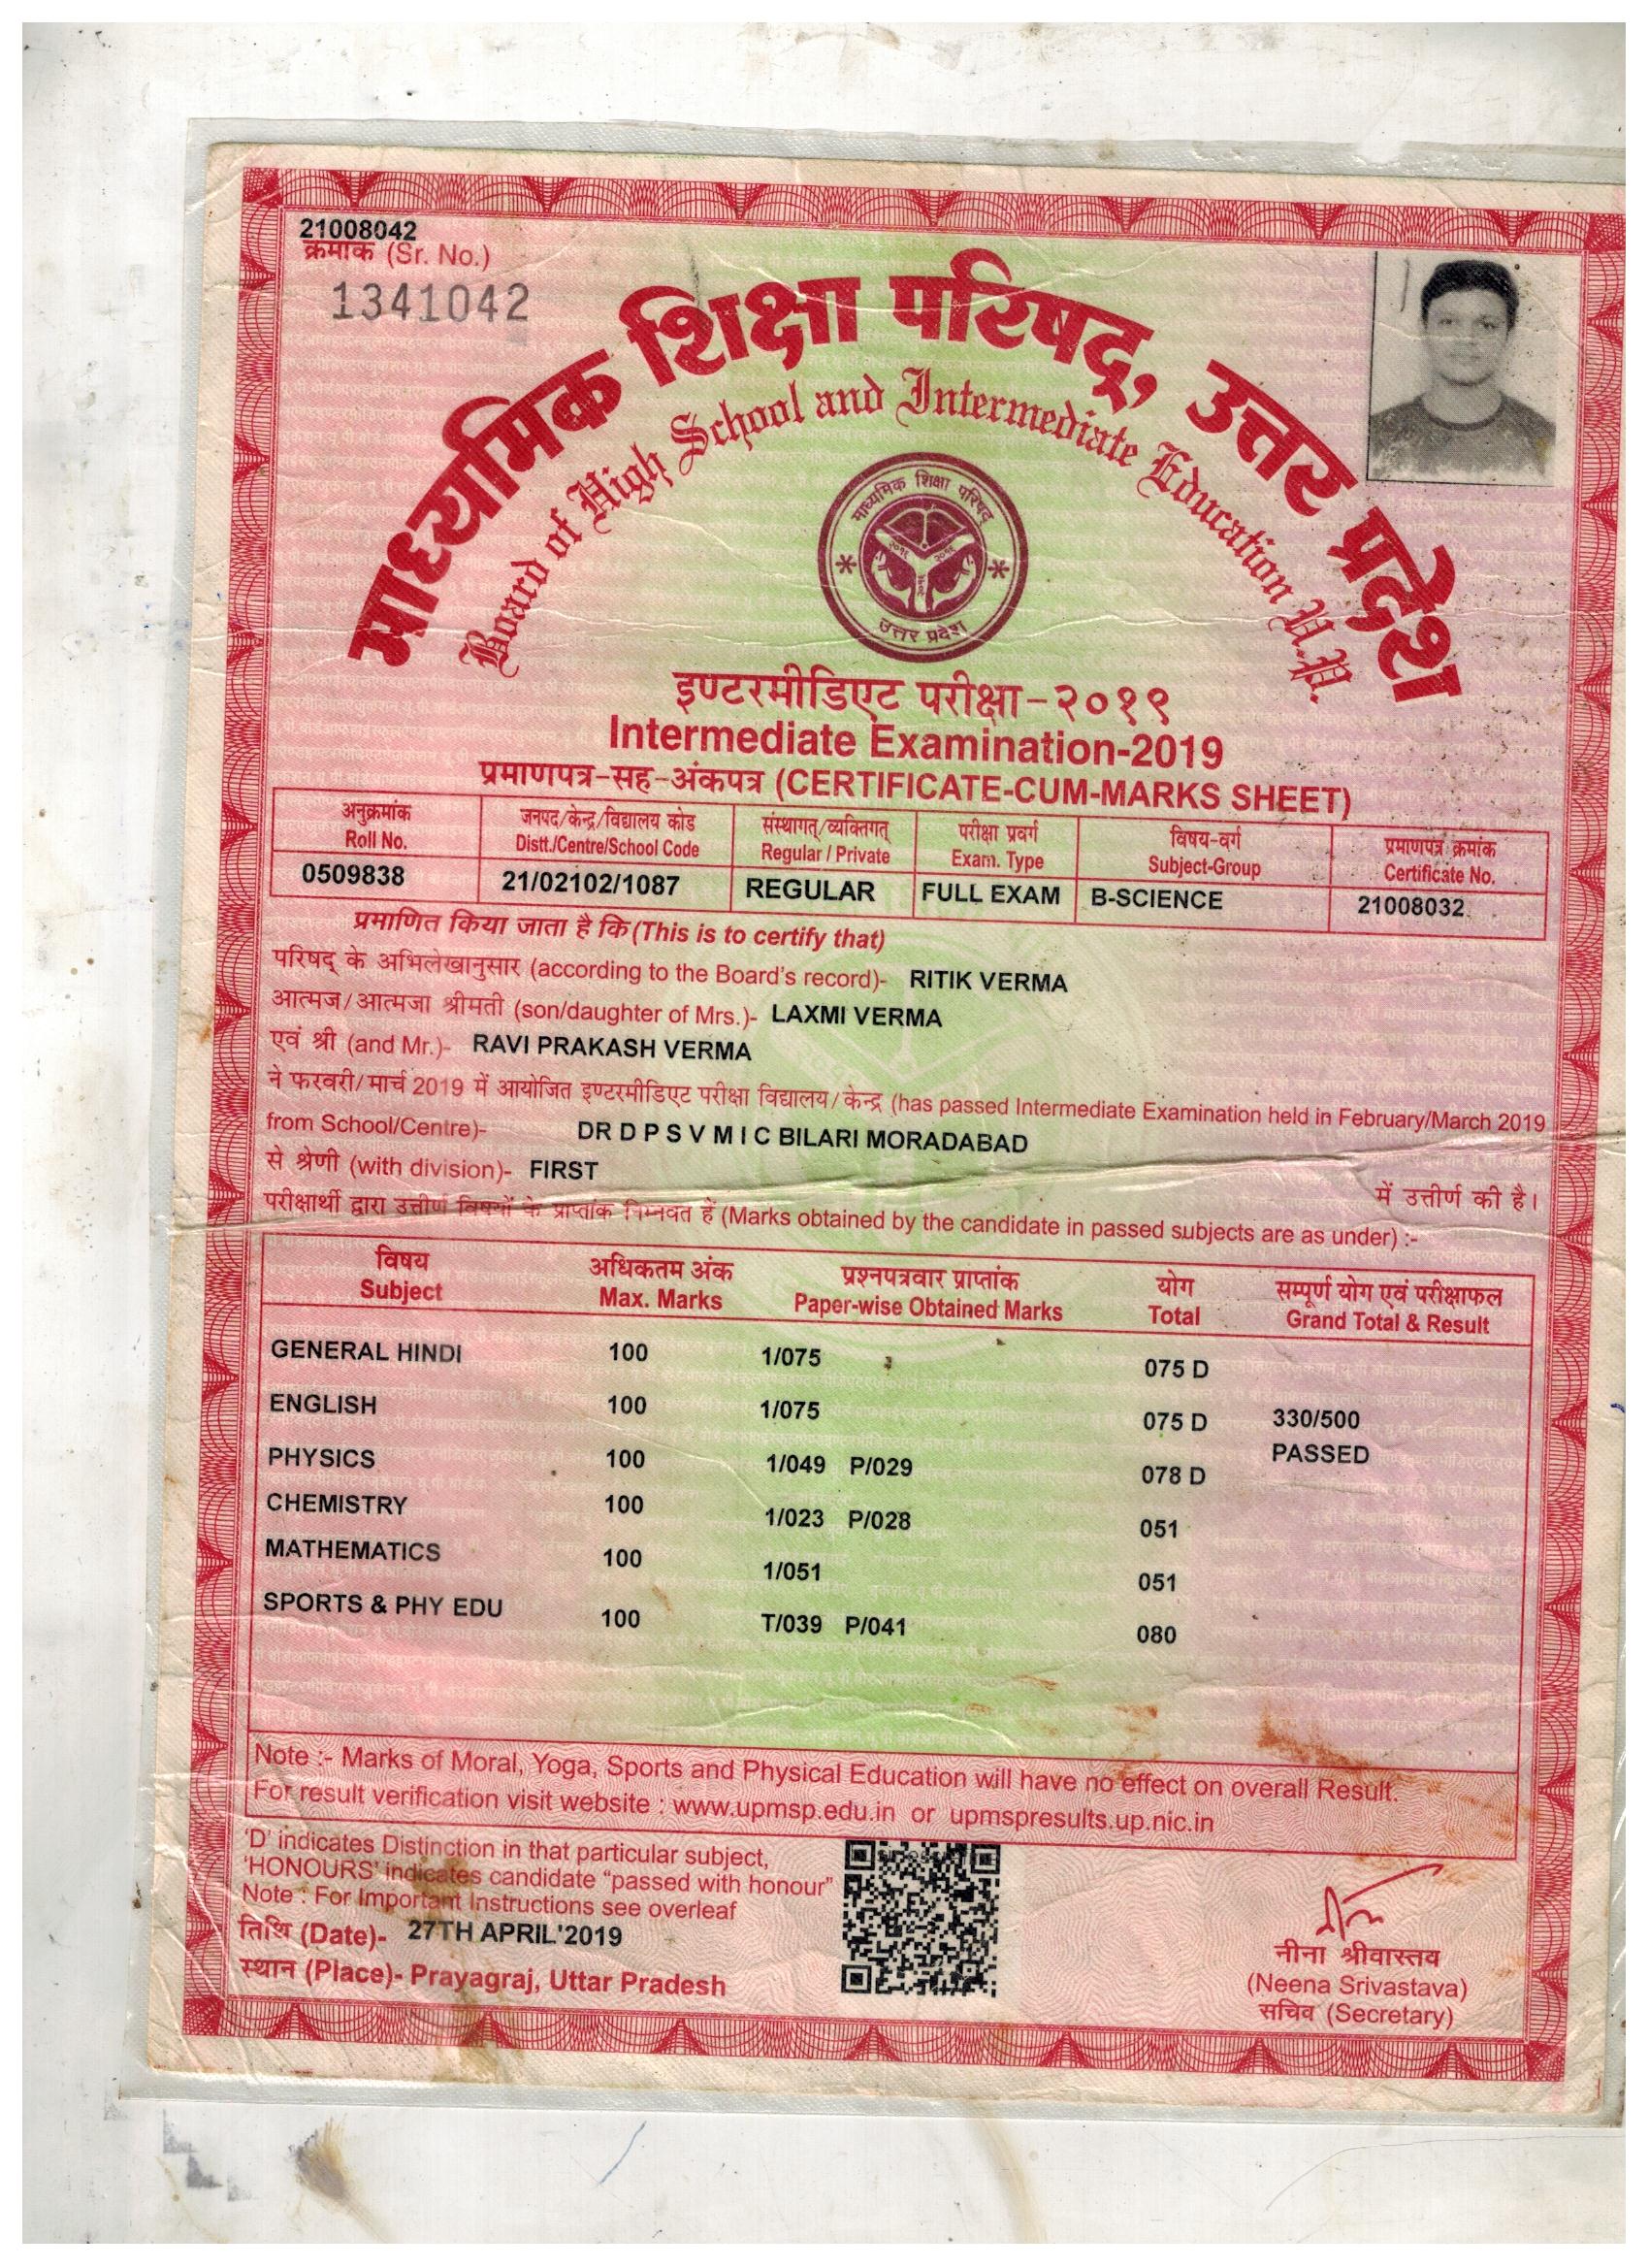 21008042
क्रमांक (Sr. No.)
1341042
माध्यमिक शिक्षा परिषद्, उत्तर प्रदेश
Board of High School and Intermediate Education U.P.
माध्यमिक शिक्षा परिषद्
उत्तर प्रदेश
इण्टरमीडिएट परीक्षा-२०१९
Intermediate Examination-2019
प्रमाणपत्र-सह-अंकपत्र (CERTIFICATE-CUM-MARKS SHEET)
अनुक्रमांक जनपद/केन्द्र/विद्यालय कोड संस्थागत्/व्यक्तिगत् परीक्षा प्रवर्ग विषय-वर्ग प्रमाणपत्र क्रमांक
Roll No. Distt./Centre/School Code Regular / Private Exam. Type Subject-Group Certificate No.
0509838 21/02102/1087 REGULAR FULL EXAM B-SCIENCE 21008032
प्रमाणित किया जाता है कि (This is to certify that)
परिषद् के अभिलेखानुसार (according to the Board's record)- RITIK VERMA
आत्मज/आत्मजा श्रीमती (son/daughter of Mrs.)- LAXMI VERMA
एवं श्री (and Mr.)- RAVI PRAKASH VERMA
ने फरवरी/मार्च 2019 में आयोजित इण्टरमीडिएट परीक्षा विद्यालय/केन्द्र (has passed Intermediate Examination held in February/March 2019
from School/Centre)- DR D P S V M I C BILARI MORADABAD
से श्रेणी (with division)- FIRST में उत्तीर्ण की है।
परीक्षार्थी द्वारा उत्तीर्ण विषयों के प्राप्तांक निम्नवत हैं (Marks obtained by the candidate in passed subjects are as under) :-
विषय अधिकतम अंक प्रश्नपत्रवार प्राप्तांक योग सम्पूर्ण योग एवं परीक्षाफल
Subject Max. Marks Paper-wise Obtained Marks Total Grand Total & Result
GENERAL HINDI 100 1/075 075 D
ENGLISH 100 1/075 075 D 330/500
PASSED
PHYSICS 100 1/049 P/029 078 D
CHEMISTRY 100 1/023 P/028 051
MATHEMATICS 100 1/051 051
SPORTS & PHY EDU 100 T/039 P/041 080
Note :- Marks of Moral, Yoga, Sports and Physical Education will have no effect on overall Result.
For result verification visit website : www.upmsp.edu.in or upmspresults.up.nic.in
'D' indicates Distinction in that particular subject,
'HONOURS' indicates candidate "passed with honour"
Note : For Important Instructions see overleaf
तिथि (Date)- 27TH APRIL'2019
स्थान (Place)- Prayagraj, Uttar Pradesh
नीना श्रीवास्तव
(Neena Srivastava)
सचिव (Secretary)